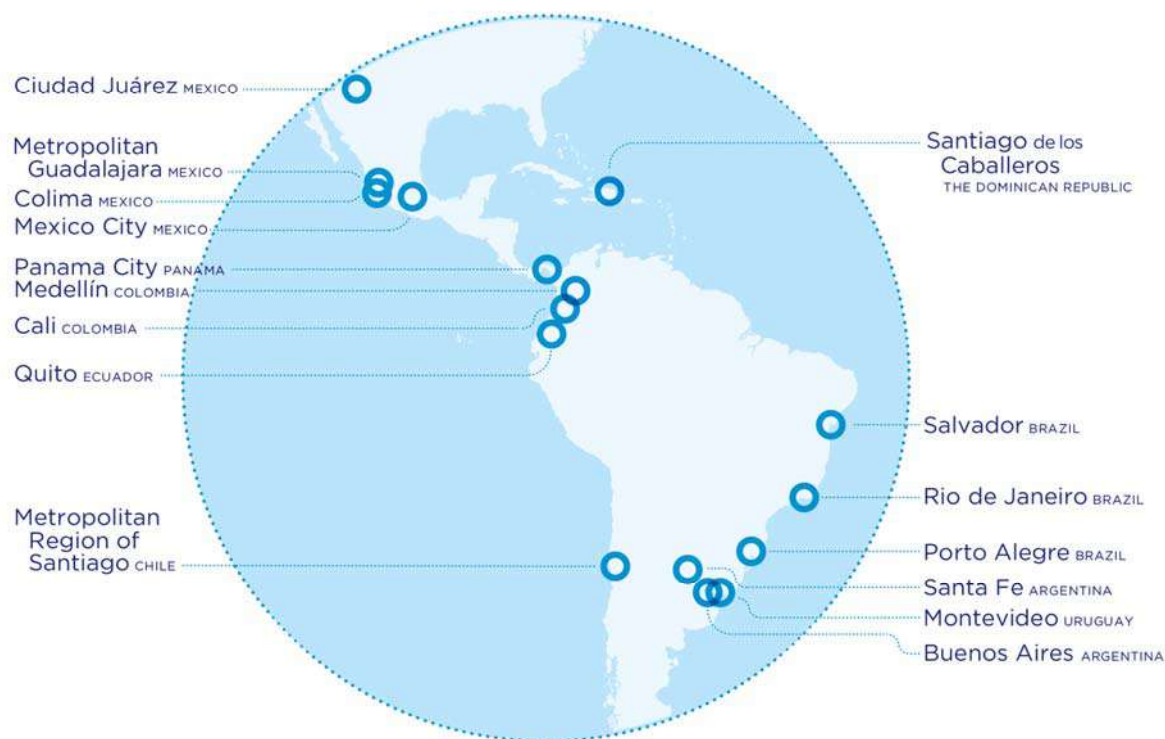 Ciudad Juárez MEXICO
Metropolitan
Guadalajara MEXICO
Colima MEXICO
Mexico City MEXICO
Panama City PANAMA
Medellín COLOMBIA
Cali COLOMBIA
Quito ECUADOR
Metropolitan
Region of
Santiago CHILE
Santiago de los
Caballeros
THE DOMINICAN REPUBLIC
Salvador BRAZIL
Rio de Janeiro BRAZIL
Porto Alegre BRAZIL
Santa Fe ARGENTINA
Montevideo URUGUAY
Buenos Aires ARGENTINA